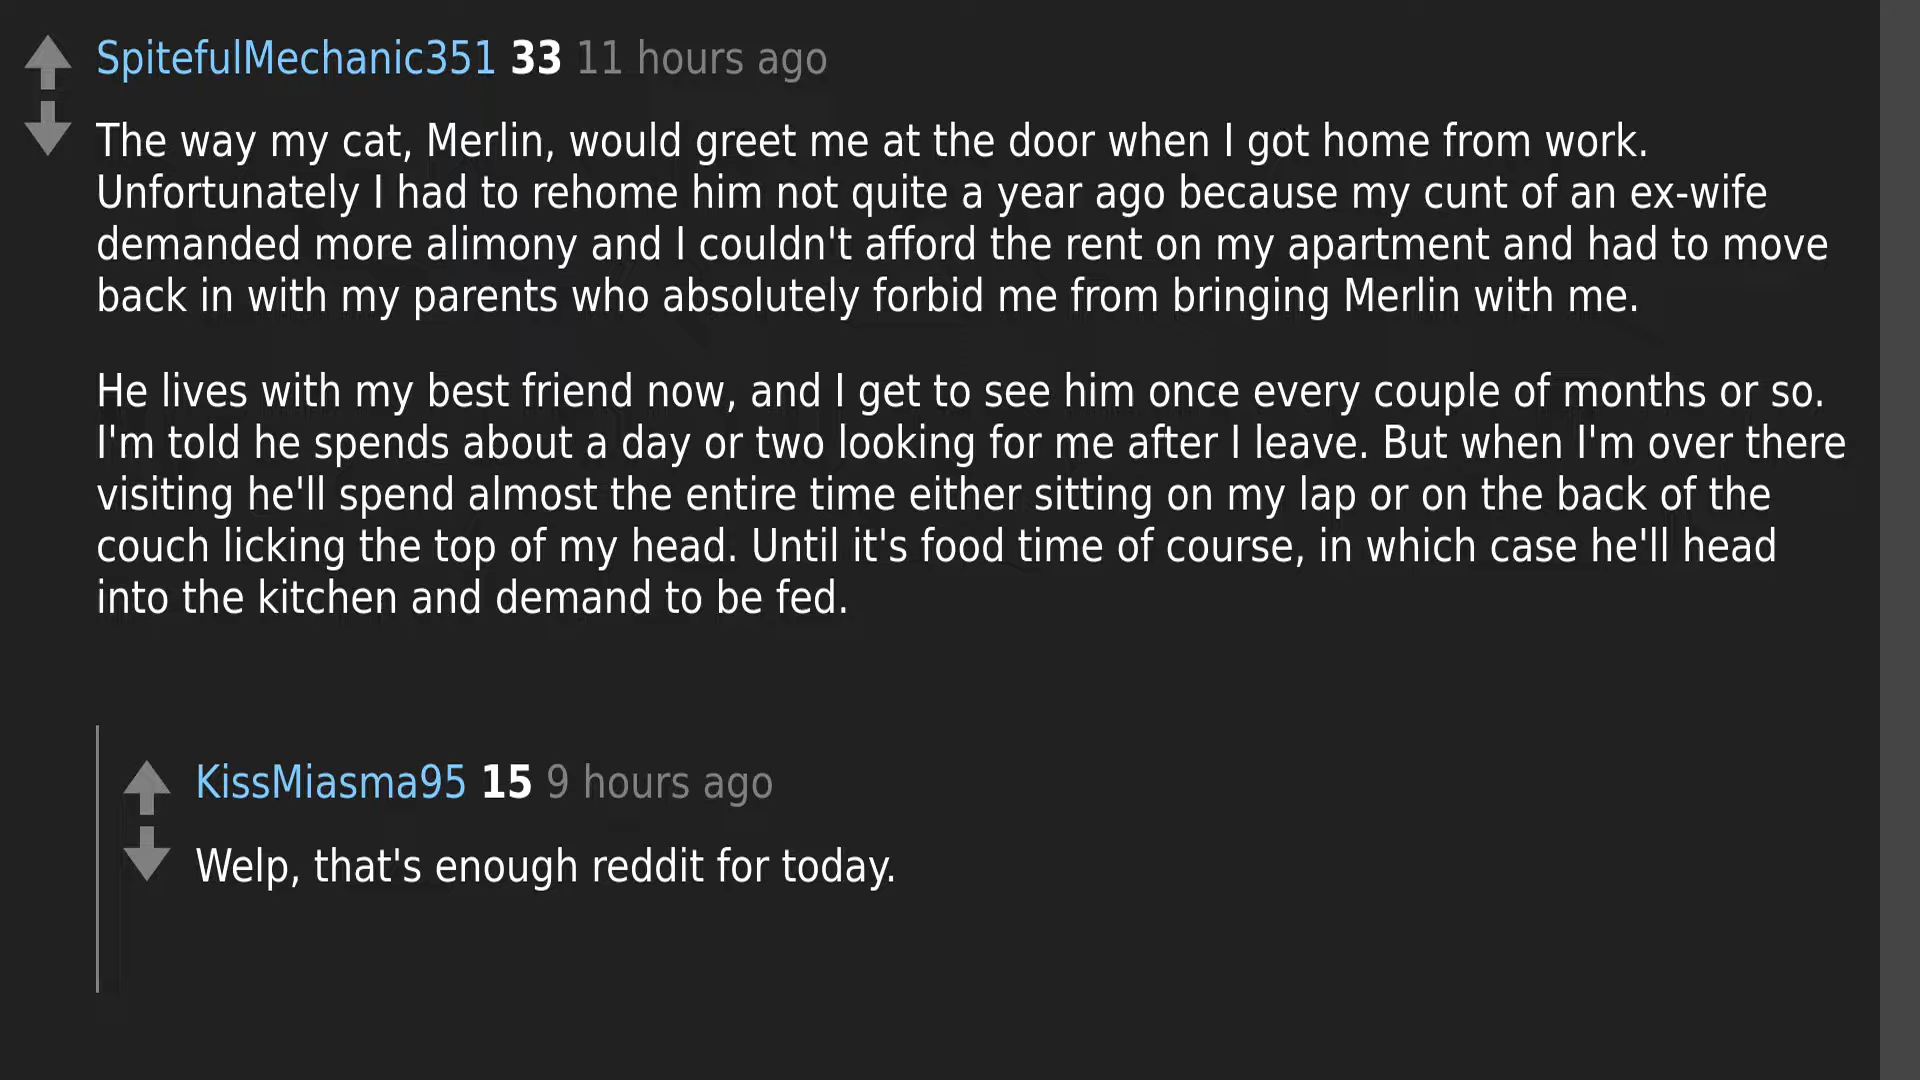 SpitefulMechanic351 33 11 hours ago
The way my cat, Merlin, would greet me at the door when I got home from work.
Unfortunately I had to rehome him not quite a year ago because my cunt of an ex-wife
demanded more alimony and I couldn't afford the rent on my apartment and had to move
back in with my parents who absolutely forbid me from bringing Merlin with me.
He lives with my best friend now, and I get to see him once every couple of months or so.
I'm told he spends about a day or two looking for me after I leave. But when I'm over there
visiting he'll spend almost the entire time either sitting on my lap or on the back of the
couch licking the top of my head. Until it's food time of course, in which case he'll head
into the kitchen and demand to be fed.
KissMiasma95 15 9 hours ago
Welp, that's enough reddit for today.